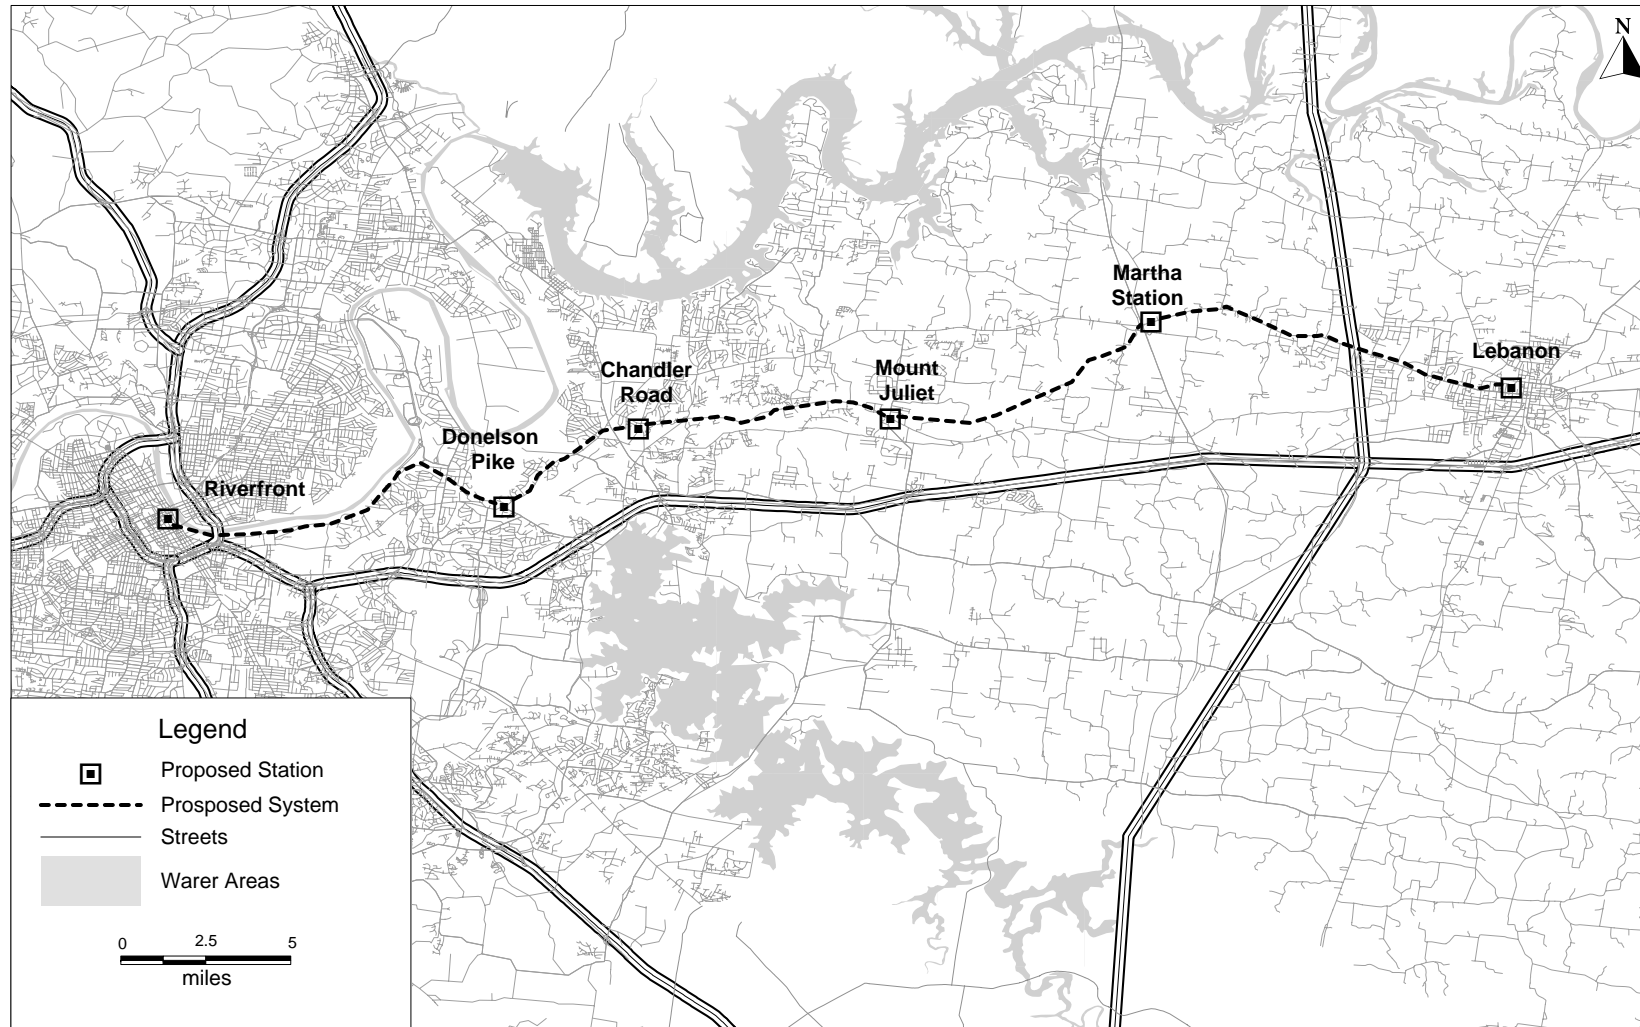 N
Martha
Station
Lebanon
Chandler
Road
Mount
Juliet
Donelson
Pike
Riverfront
Legend
Proposed Station
Prosposed System
Streets
Warer Areas
0 2.5 5
miles